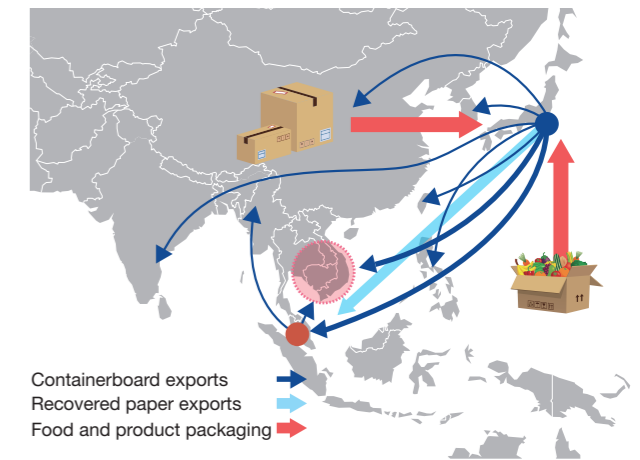 Containerboard exports
Recovered paper exports
Food and product packaging